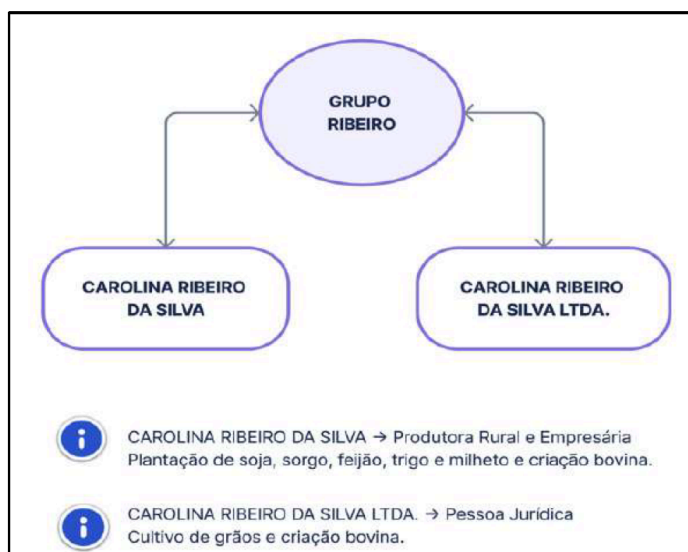 GRUPO
RIBEIRO
CAROLINA RIBEIRO
DA SILVA
CAROLINA RIBEIRO
DA SILVA LTDA.
CAROLINA RIBEIRO DA SILVA → Produtora Rural e Empresária
Plantação de soja, sorgo, feijão, trigo e milheto e criação bovina.
CAROLINA RIBEIRO DA SILVA LTDA. → Pessoa Jurídica
Cultivo de grãos e criação bovina.